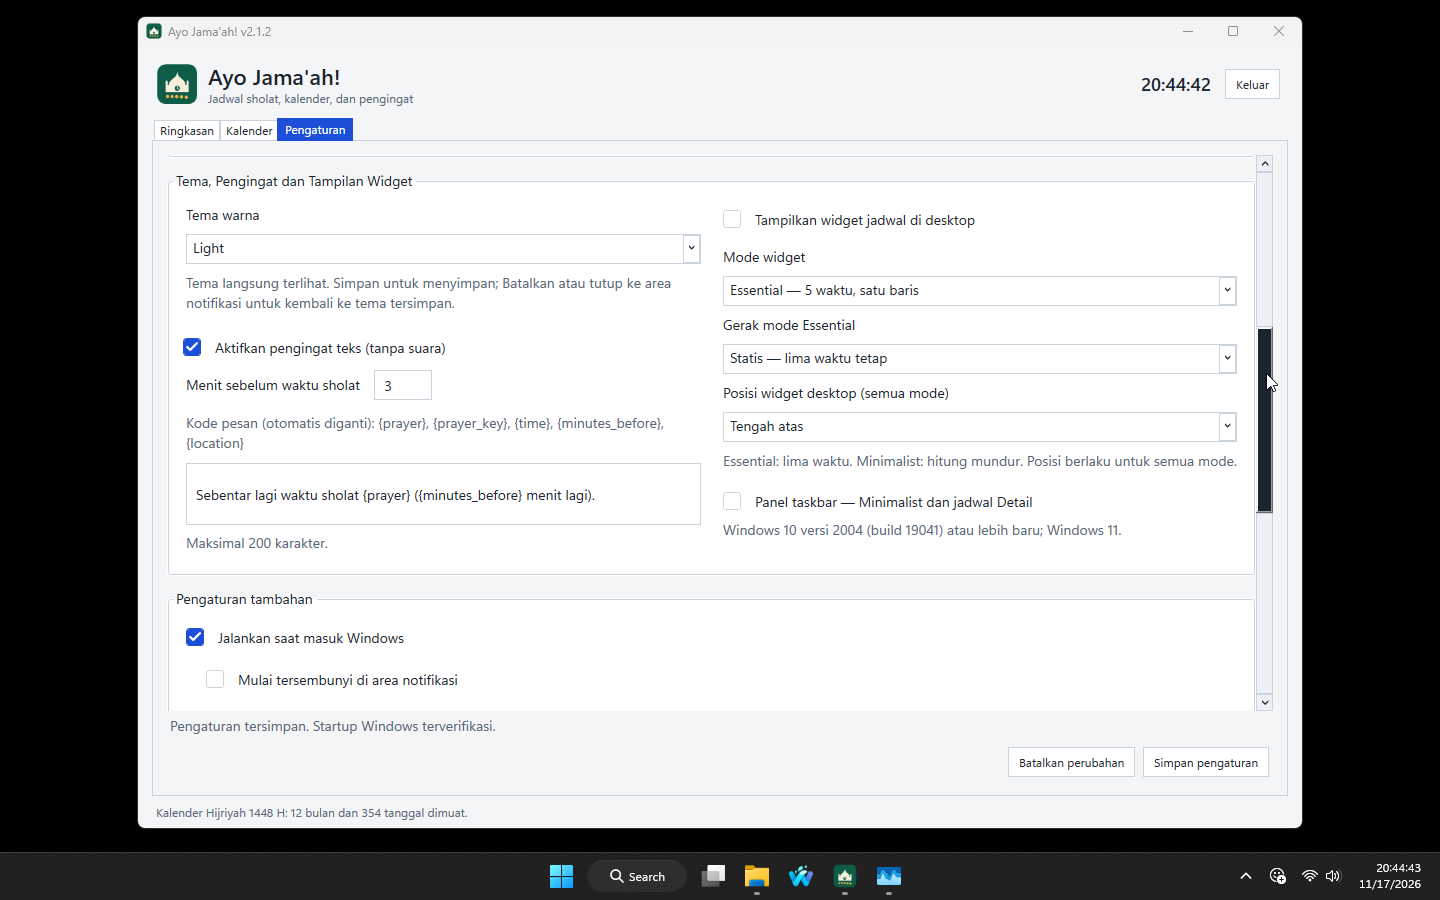 Ayo Jama'ah! v2.1.2
Ayo Jama'ah!
Jadwal sholat, kalender, dan pengingat
20:44:42
Keluar
Ringkasan
Kalender
Pengaturan
Tema, Pengingat dan Tampilan Widget
Tema warna
Light
Tema langsung terlihat. Simpan untuk menyimpan; Batalkan atau tutup ke area
notifikasi untuk kembali ke tema tersimpan.
Aktifkan pengingat teks (tanpa suara)
Menit sebelum waktu sholat
3
Kode pesan (otomatis diganti): {prayer}, {prayer_key}, {time}, {minutes_before},
{location}
Sebentar lagi waktu sholat {prayer} ({minutes_before} menit lagi).
Maksimal 200 karakter.
Tampilkan widget jadwal di desktop
Mode widget
Essential — 5 waktu, satu baris
Gerak mode Essential
Statis — lima waktu tetap
Posisi widget desktop (semua mode)
Tengah atas
Essential: lima waktu. Minimalist: hitung mundur. Posisi berlaku untuk semua mode.
Panel taskbar — Minimalist dan jadwal Detail
Windows 10 versi 2004 (build 19041) atau lebih baru; Windows 11.
Pengaturan tambahan
Jalankan saat masuk Windows
Mulai tersembunyi di area notifikasi
Pengaturan tersimpan. Startup Windows terverifikasi.
Batalkan perubahan
Simpan pengaturan
Kalender Hijriyah 1448 H: 12 bulan dan 354 tanggal dimuat.
Search
20:44:43
11/17/2026